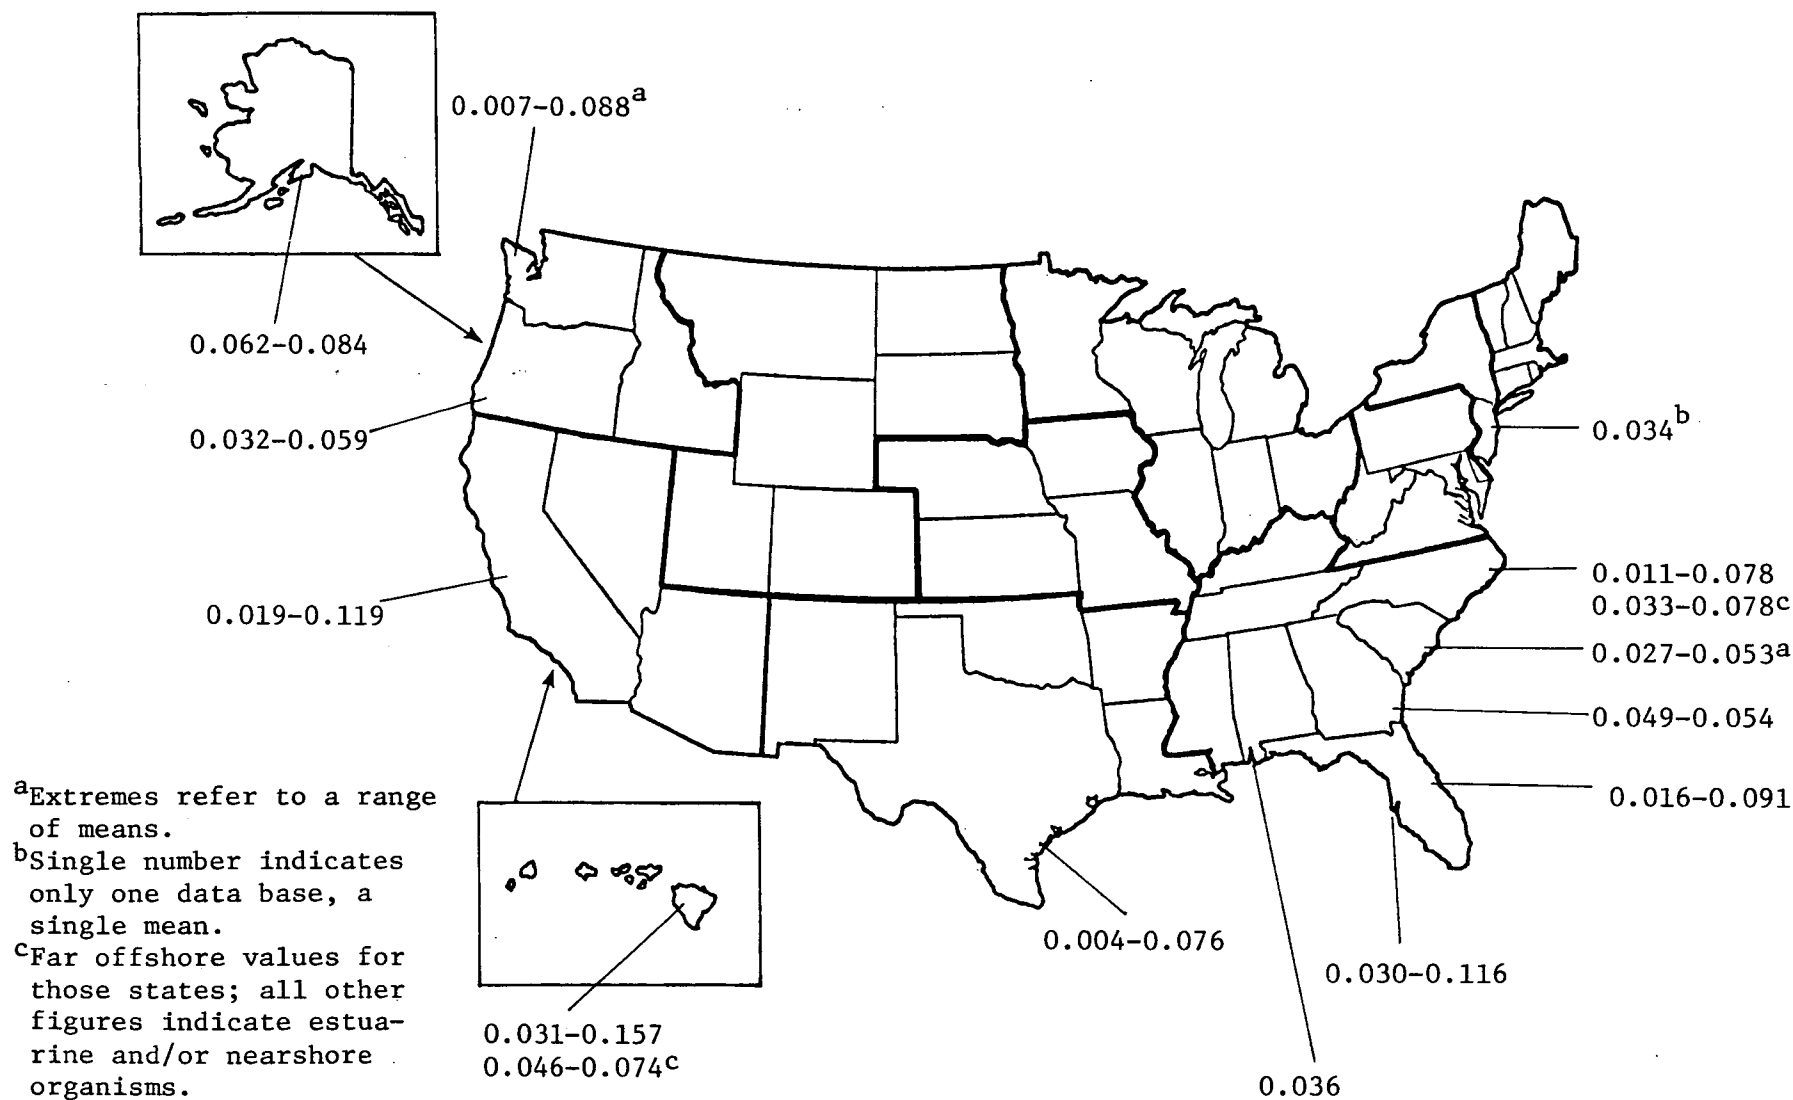 0.007-0.088a
0.062-0.084
0.032-0.059
0.034b
0.019-0.119
0.011-0.078
0.033-0.078c
0.027-0.053a
0.049-0.054
0.016-0.091
0.004-0.076
0.030-0.116
0.036
0.031-0.157
0.046-0.074c
aExtremes refer to a range
of means.
bSingle number indicates
only one data base, a
single mean.
cFar offshore values for
those states; all other
figures indicate estua-
rine and/or nearshore
organisms.